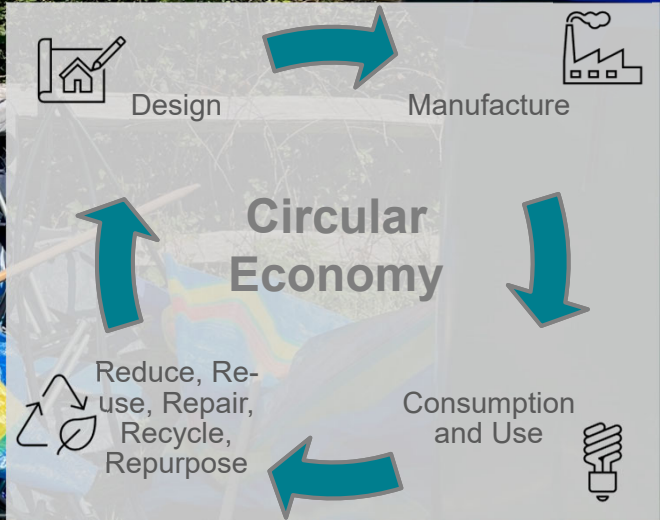 Design
Manufacture
Circular
Economy
Reduce, Re-
use, Repair,
Recycle,
Repurpose
Consumption
and Use